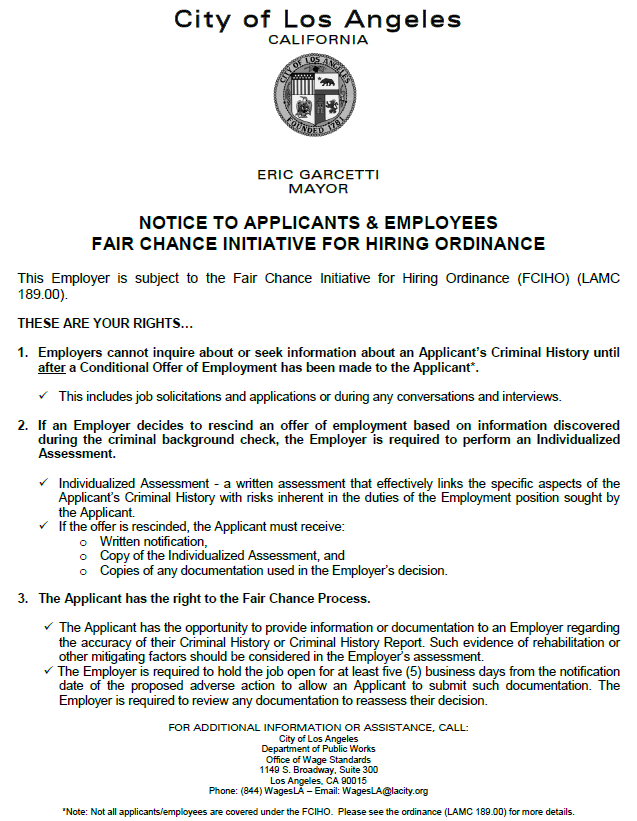 City of Los Angeles
CALIFORNIA
CITY OF LOS ANGELES
FOUNDED 1781
ERIC GARCETTI
MAYOR
NOTICE TO APPLICANTS & EMPLOYEES
FAIR CHANCE INITIATIVE FOR HIRING ORDINANCE
This Employer is subject to the Fair Chance Initiative for Hiring Ordinance (FCIHO) (LAMC
189.00).
THESE ARE YOUR RIGHTS…
1. Employers cannot inquire about or seek information about an Applicant's Criminal History until
after a Conditional Offer of Employment has been made to the Applicant*.
✓ This includes job solicitations and applications or during any conversations and interviews.
2. If an Employer decides to rescind an offer of employment based on information discovered
during the criminal background check, the Employer is required to perform an Individualized
Assessment.
✓ Individualized Assessment - a written assessment that effectively links the specific aspects of the
Applicant's Criminal History with risks inherent in the duties of the Employment position sought by
the Applicant.
✓ If the offer is rescinded, the Applicant must receive:
o Written notification,
o Copy of the Individualized Assessment, and
o Copies of any documentation used in the Employer's decision.
3. The Applicant has the right to the Fair Chance Process.
✓ The Applicant has the opportunity to provide information or documentation to an Employer regarding
the accuracy of their Criminal History or Criminal History Report. Such evidence of rehabilitation or
other mitigating factors should be considered in the Employer's assessment.
✓ The Employer is required to hold the job open for at least five (5) business days from the notification
date of the proposed adverse action to allow an Applicant to submit such documentation. The
Employer is required to review any documentation to reassess their decision.
FOR ADDITIONAL INFORMATION OR ASSISTANCE, CALL:
City of Los Angeles
Department of Public Works
Office of Wage Standards
1149 S. Broadway, Suite 300
Los Angeles, CA 90015
Phone: (844) WagesLA – Email: WagesLA@lacity.org
*Note: Not all applicants/employees are covered under the FCIHO. Please see the ordinance (LAMC 189.00) for more details.